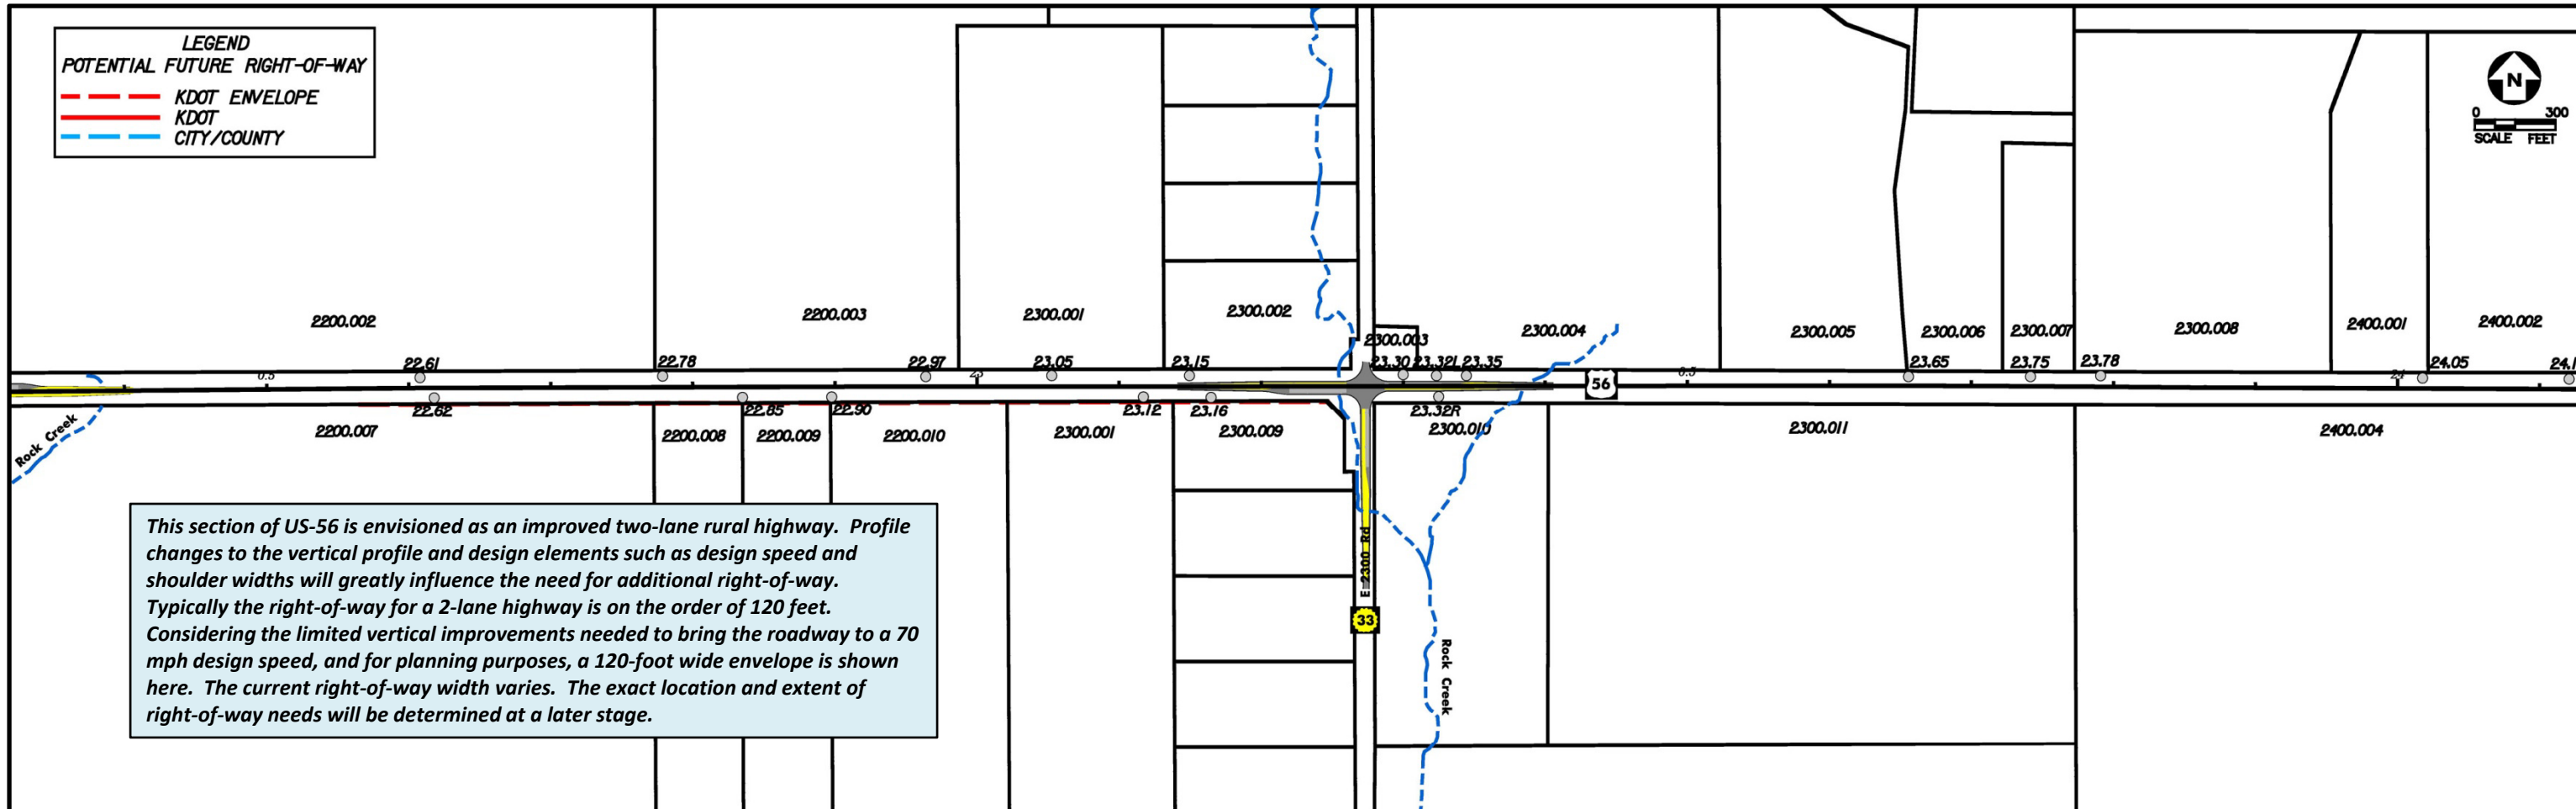 LEGEND
POTENTIAL FUTURE RIGHT-OF-WAY
KDOT ENVELOPE
KDOT
CITY/COUNTY
N
0 300
SCALE FEET
2200.002
2200.003
2300.001
2300.002
2300.003
2300.004
2300.005
2300.006
2300.007
2300.008
2400.001
2400.002
22.61
22.78
22.97
23.05
23.15
23.30
23.32L
23.35
23.65
23.75
23.78
24.05
0.5
23
0.5
24
56
22.62
22.85
22.90
23.12
23.16
23.32R
2200.007
2200.008
2200.009
2200.010
2300.001
2300.009
2300.010
2300.011
2400.004
Rock Creek
E 2300 Rd
33
Rock Creek
This section of US-56 is envisioned as an improved two-lane rural highway. Profile
changes to the vertical profile and design elements such as design speed and
shoulder widths will greatly influence the need for additional right-of-way.
Typically the right-of-way for a 2-lane highway is on the order of 120 feet.
Considering the limited vertical improvements needed to bring the roadway to a 70
mph design speed, and for planning purposes, a 120-foot wide envelope is shown
here. The current right-of-way width varies. The exact location and extent of
right-of-way needs will be determined at a later stage.